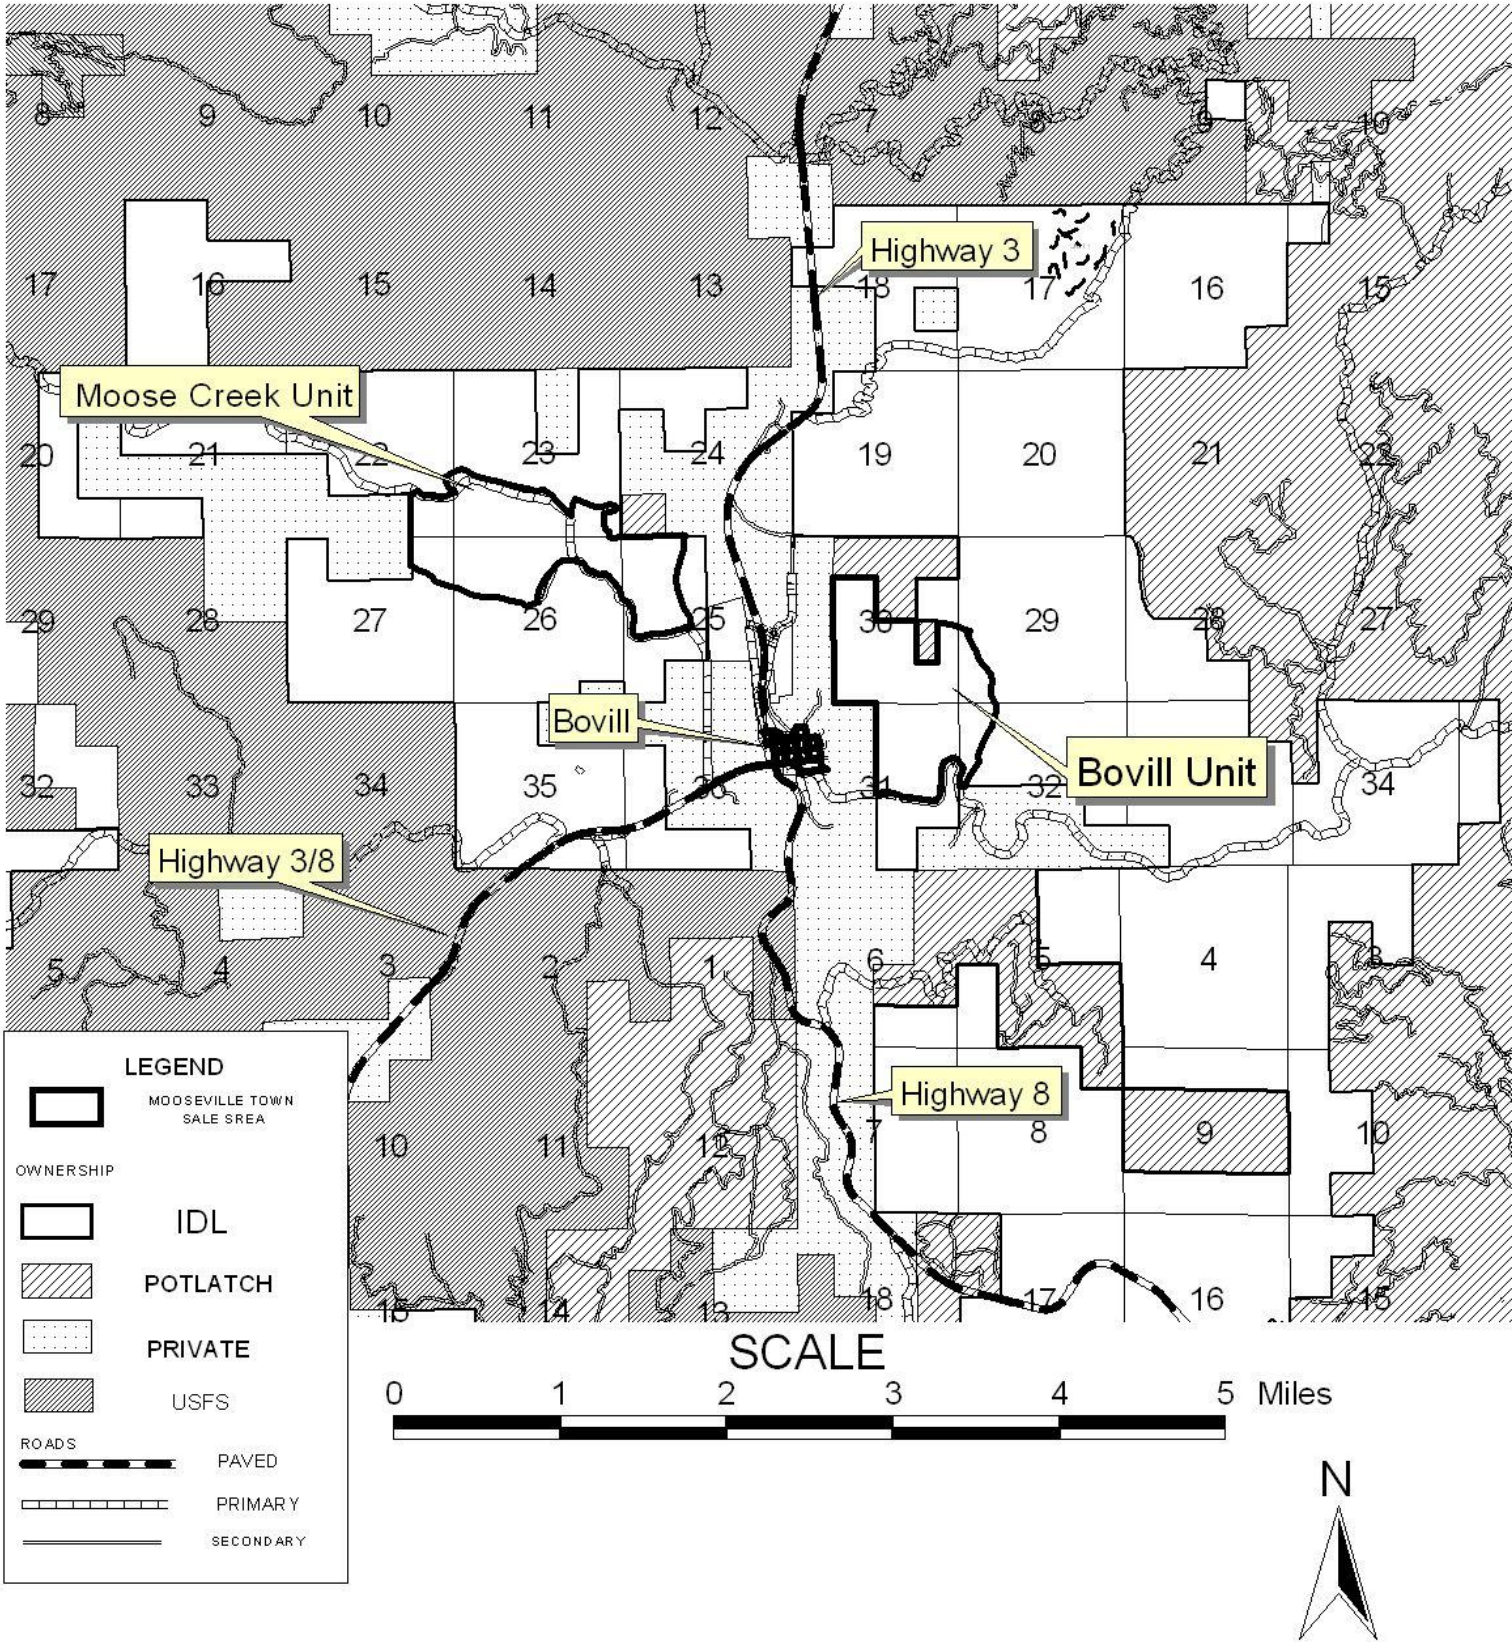 8 9 10 11 12 7 8 9 10
Highway 3
17 16 15 14 13 18 17 16 15
Moose Creek Unit
20 21 22 23 24 19 20 21 22
29 28 27 26 25 30 29 28 27
Bovill
Bovill Unit
32 33 34 35 36 31 32 34
Highway 3/8
5 4 3 2 1 6 5 4 3
Highway 8
10 11 12 7 8 9 10
15 14 13 18 17 16 15
LEGEND
MOOSEVILLE TOWN
SALE SREA
OWNERSHIP
IDL
POTLATCH
PRIVATE
USFS
ROADS
PAVED
PRIMARY
SECONDARY
SCALE
0 1 2 3 4 5 Miles
N